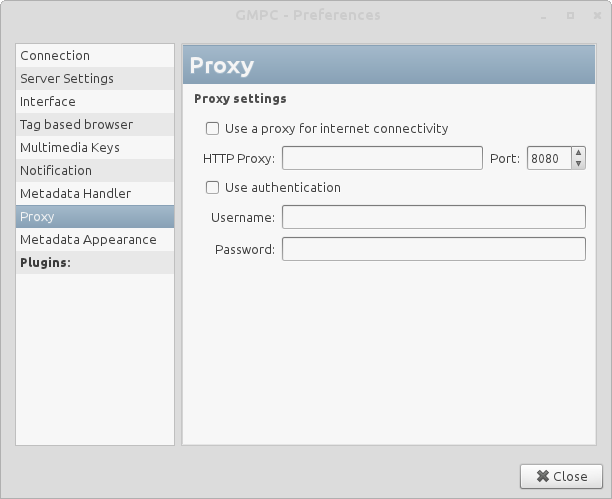 GMPC - Preferences
Connection
Server Settings
Interface
Tag based browser
Multimedia Keys
Notification
Metadata Handler
Proxy
Metadata Appearance
Plugins:
Proxy
Proxy settings
Use a proxy for internet connectivity
HTTP Proxy: Port: 8080
Use authentication
Username:
Password:
Close